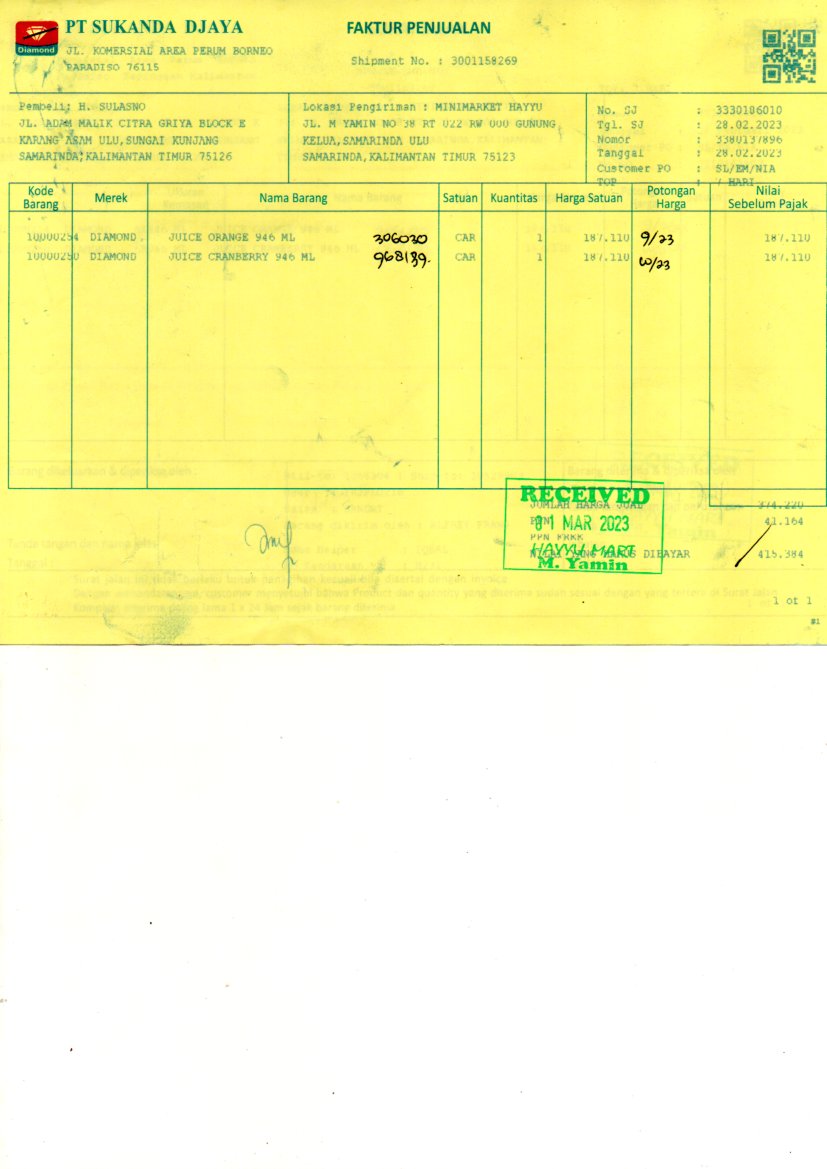 PT SUKANDA DJAYA
Diamond
JL. KOMERSIAL AREA PERUM BORNEO
PARADISO 76115
FAKTUR PENJUALAN
Shipment No. : 3001158269
Pembeli: H. SULASNO
JL. ADAM MALIK CITRA GRIYA BLOCK E
KARANG ASAM ULU,SUNGAI KUNJANG
SAMARINDA,KALIMANTAN TIMUR 75126
Lokasi Pengiriman : MINIMARKET HAYYU
JL. M YAMIN NO 38 RT 022 RW 000 GUNUNG
KELUA,SAMARINDA ULU
SAMARINDA,KALIMANTAN TIMUR 75123
No. SJ : 3330106010
Tgl. SJ : 28.02.2023
Nomor : 3380137896
Tanggal : 28.02.2023
Customer PO : SL/EM/NIA
TOP : 7 HARI
Kode Barang Merek Nama Barang Satuan Kuantitas Harga Satuan Potongan Harga Nilai Sebelum Pajak
10000254 DIAMOND JUICE ORANGE 946 ML 306030 CAR 1 187.110 9/23 187.110
10000250 DIAMOND JUICE CRANBERRY 946 ML 968139. CAR 1 187.110 10/23 187.110
RECEIVED
JUMLAH HARGA JUAL 374.220
01 MAR 2023
PPN 41.164
HAYYU MART
DIBAYAR 415.384
M. Yamin
1 of 1
#1